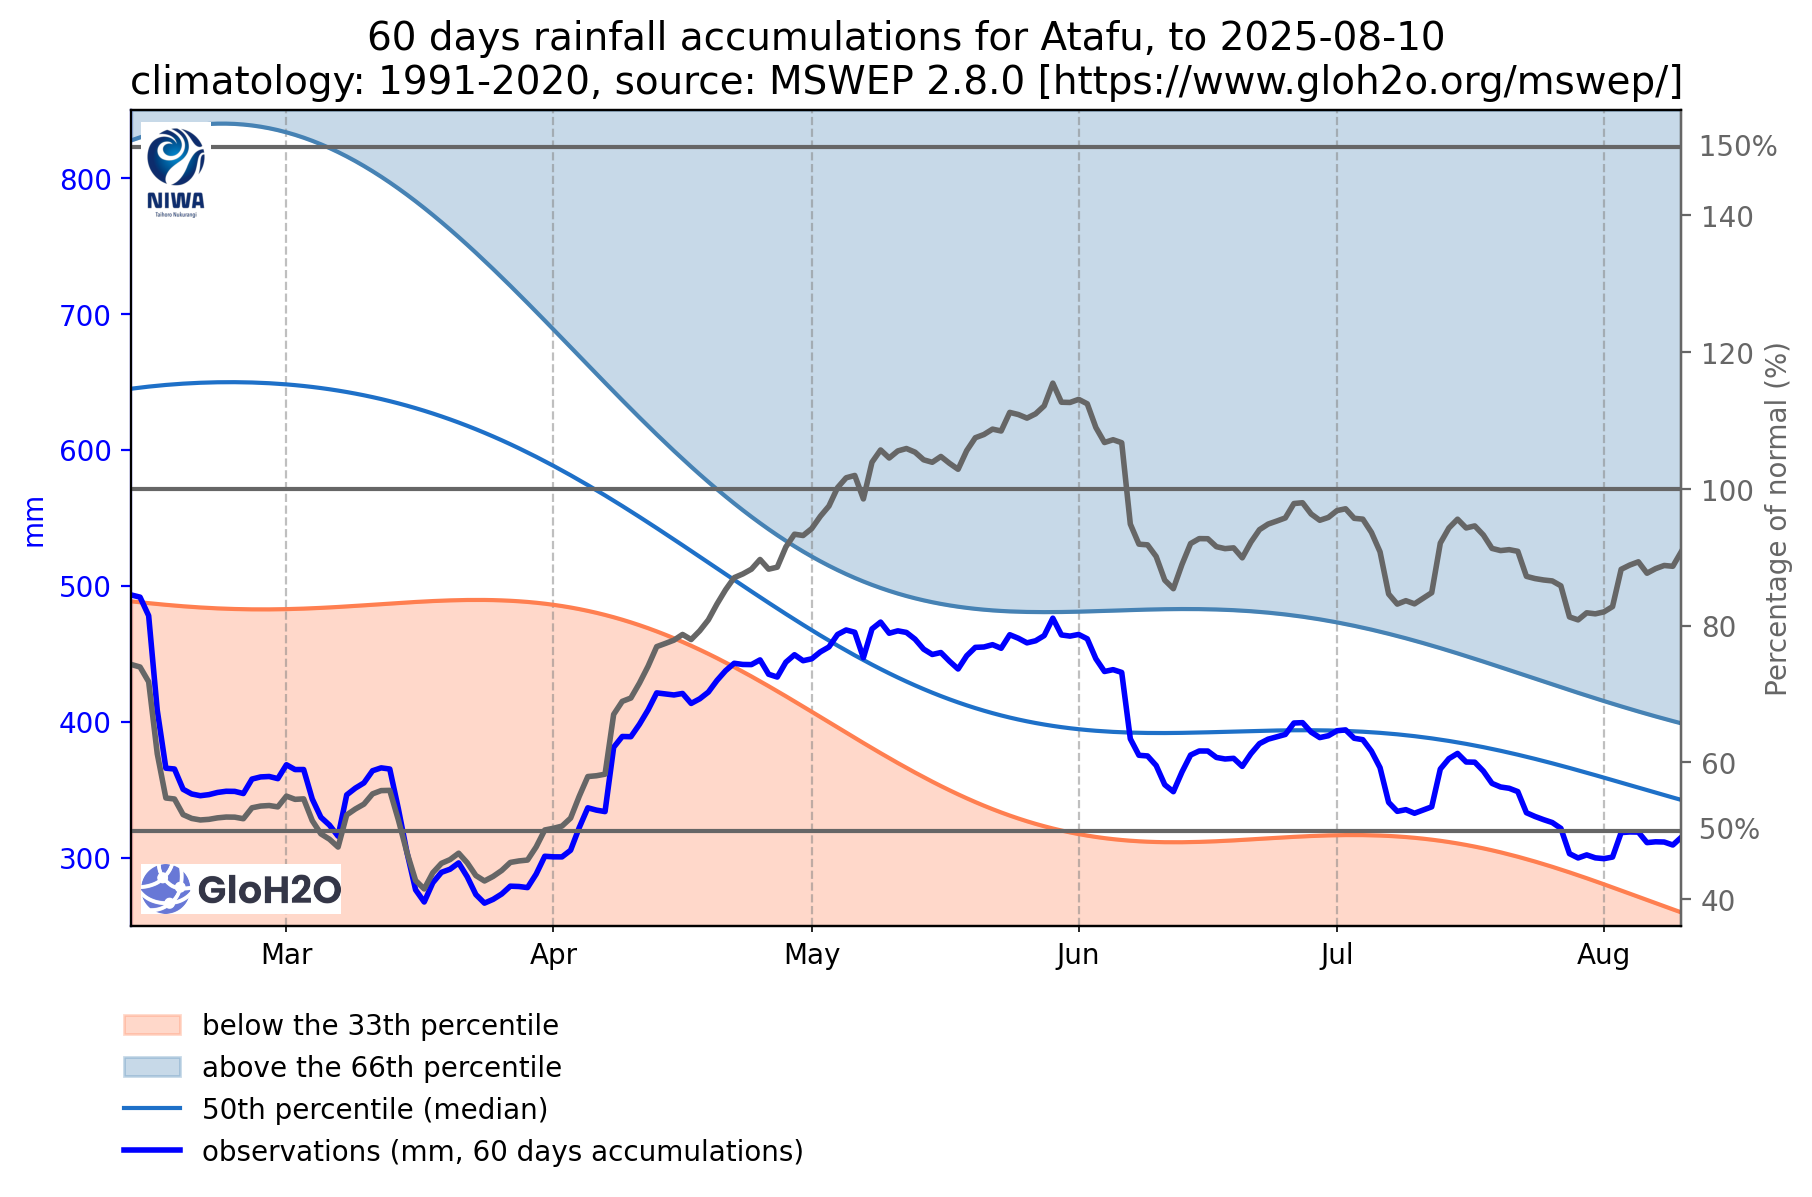 60 days rainfall accumulations for Atafu, to 2025-08-10
climatology: 1991-2020, source: MSWEP 2.8.0 [https://www.gloh2o.org/mswep/]
150%
140
120
100
80
60
50%
40
Percentage of normal (%)
800
700
600
500
400
300
mm
NIWA
Taihoro Nukurangi
GloH2O
Mar
Apr
May
Jun
Jul
Aug
below the 33th percentile
above the 66th percentile
50th percentile (median)
observations (mm, 60 days accumulations)